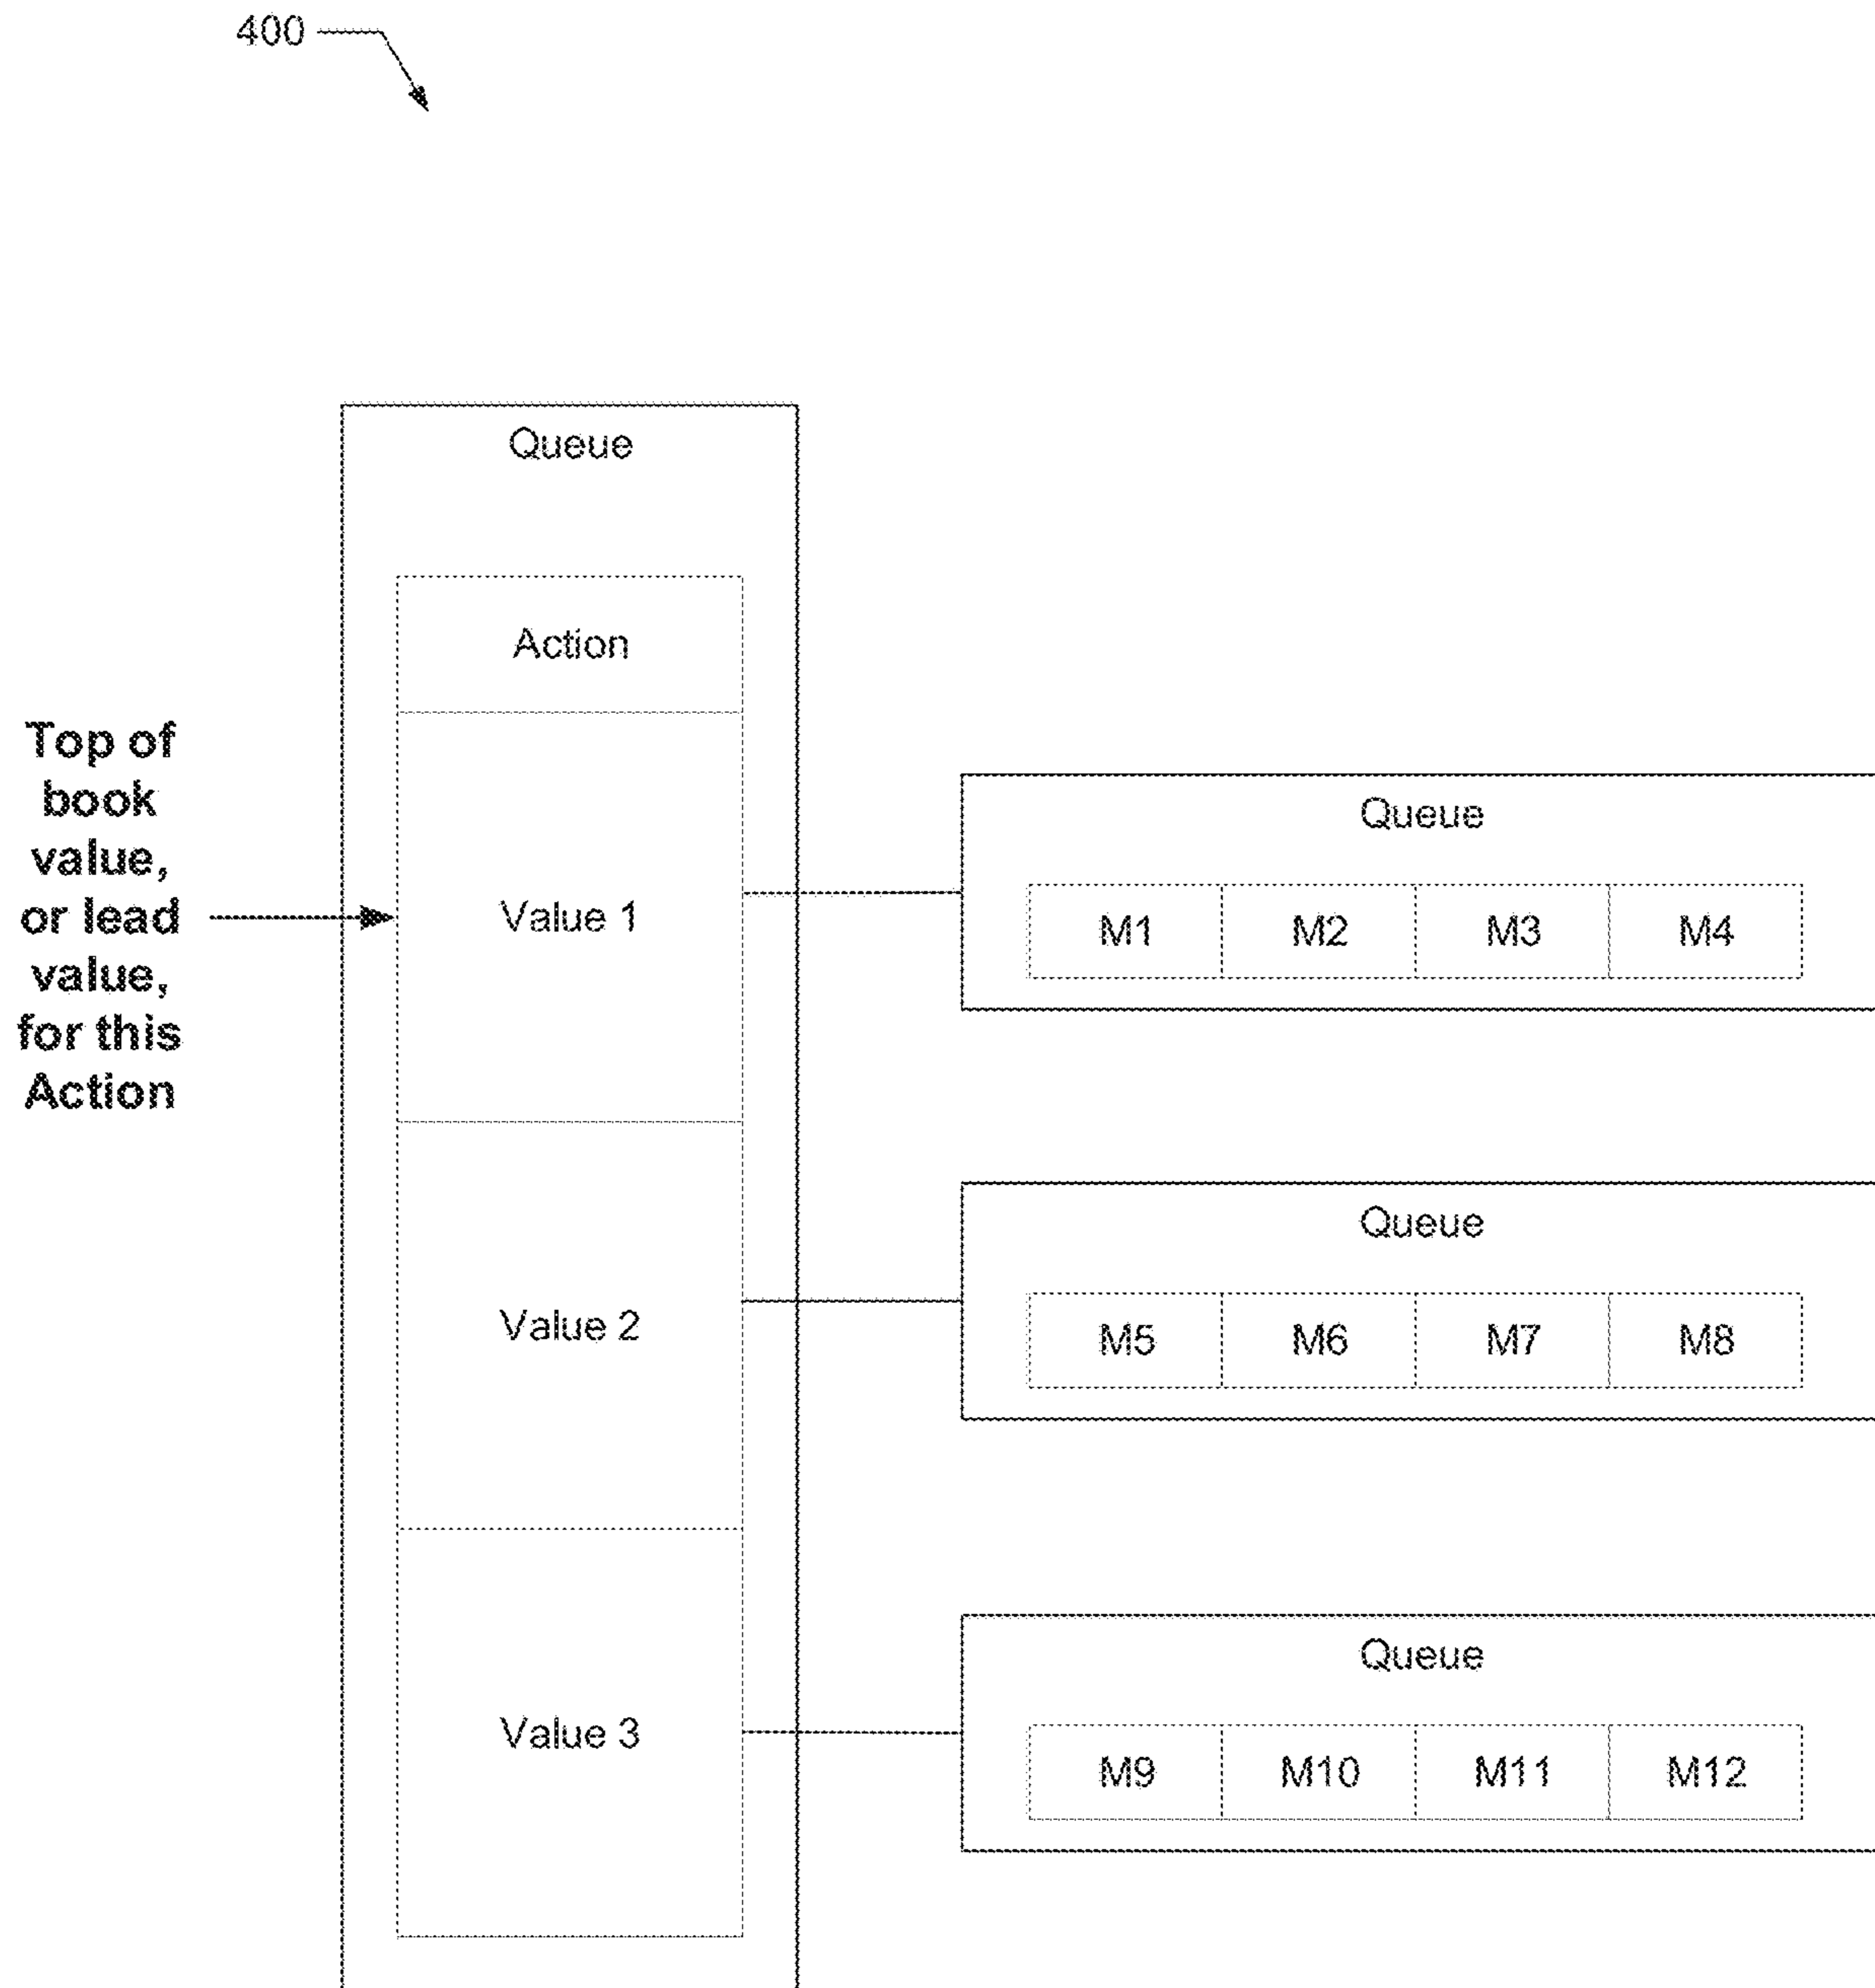 400
Queue
Action
Top of
book
value,
or lead
value,
for this
Action
Value 1
Queue
M1 M2 M3 M4
Value 2
Queue
M5 M6 M7 M8
Value 3
Queue
M9 M10 M11 M12